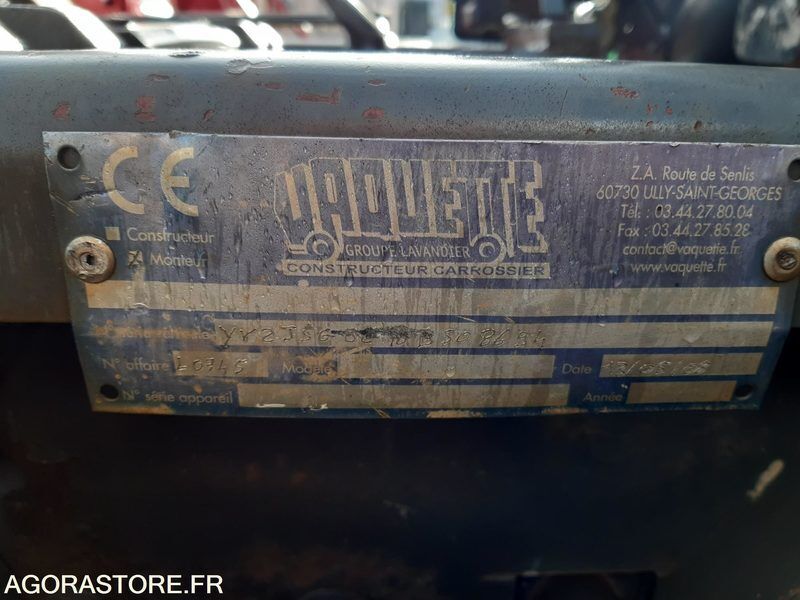 CE
Constructeur
Monteur
VAQUETTE
GROUPE LAVANDIER
CONSTRUCTEUR CARROSSIER
Z.A. Route de Senlis
60730 ULLY-SAINT-GEORGES
Tél. : 03.44.27.80.04
Fax : 03.44.27.85.28
contact@vaquette.fr
www.vaquette.fr
N° affaire L0745 Modèle Date
N° série appareil Année
AGORASTORE.FR